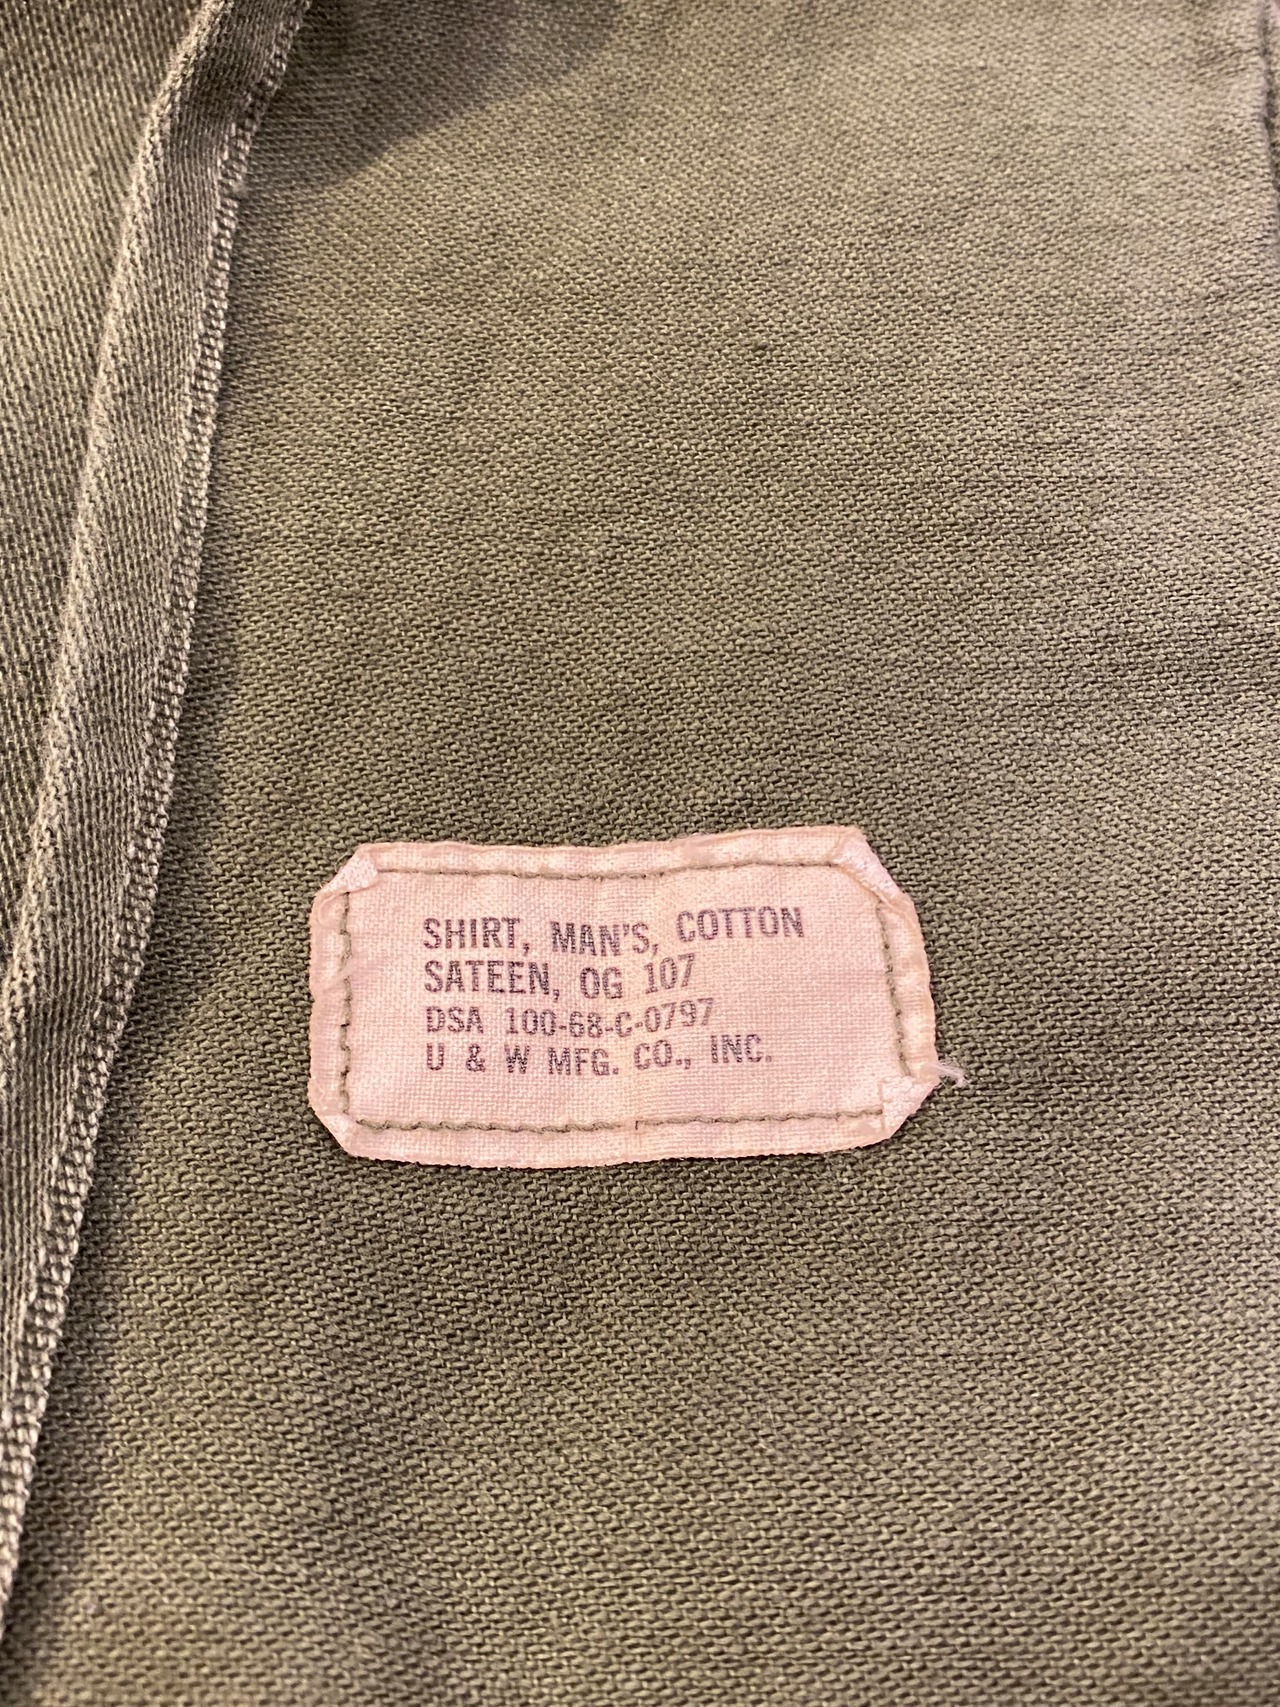 SHIRT, MAN'S, COTTON
SATEEN, OG 107
DSA 100-68-C-0797
U & W MFG. CO., INC.